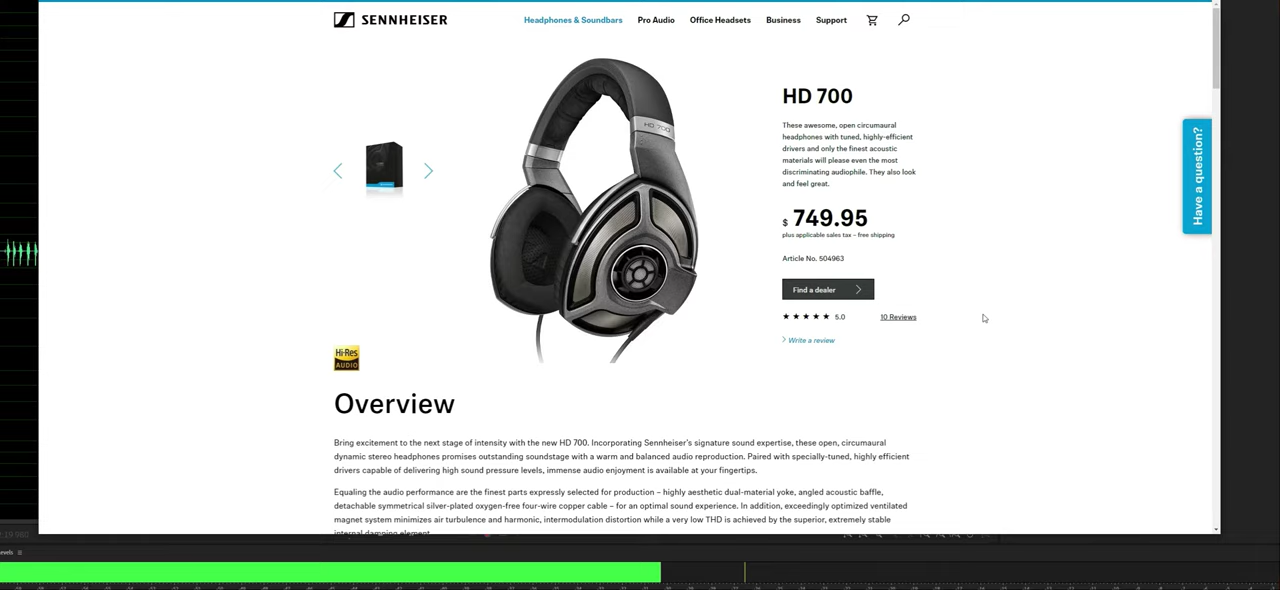 SENNHEISER
Headphones & Soundbars Pro Audio Office Headsets Business Support
HD 700
HD 700
These awesome, open circumaural
headphones with tuned, highly-efficient
drivers and only the finest acoustic
materials will please even the most
discriminating audiophile. They also look
and feel great.
$ 749.95
plus applicable sales tax – free shipping
Article No. 504963
Find a dealer
5.0 10 Reviews
Write a review
Have a question?
Hi-Res
AUDIO
Overview
Bring excitement to the next stage of intensity with the new HD 700. Incorporating Sennheiser's signature sound expertise, these open, circumaural
dynamic stereo headphones promises outstanding soundstage with a warm and balanced audio reproduction. Paired with specially-tuned, highly efficient
drivers capable of delivering high sound pressure levels, immense audio enjoyment is available at your fingertips.
Equaling the audio performance are the finest parts expressly selected for production – highly aesthetic dual-material yoke, angled acoustic baffle,
detachable symmetrical silver-plated oxygen-free four-wire copper cable – for an optimal sound experience. In addition, exceedingly optimized ventilated
magnet system minimizes air turbulence and harmonic, intermodulation distortion while a very low THD is achieved by the superior, extremely stable
internal damping element.